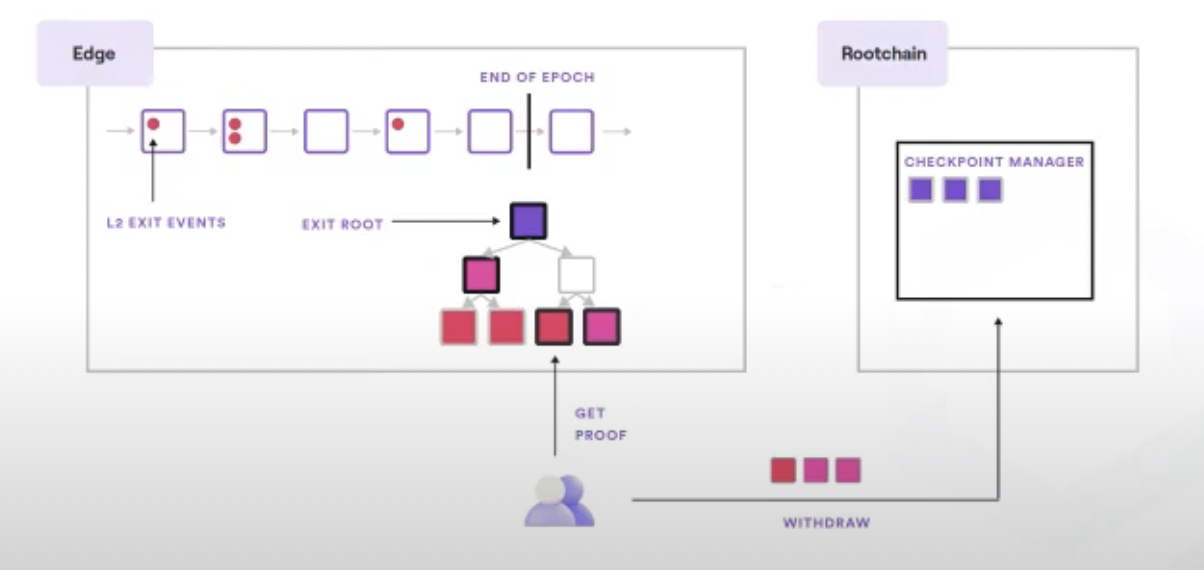 Edge
Rootchain
END OF EPOCH
CHECKPOINT MANAGER
L2 EXIT EVENTS
EXIT ROOT
GET
PROOF
WITHDRAW